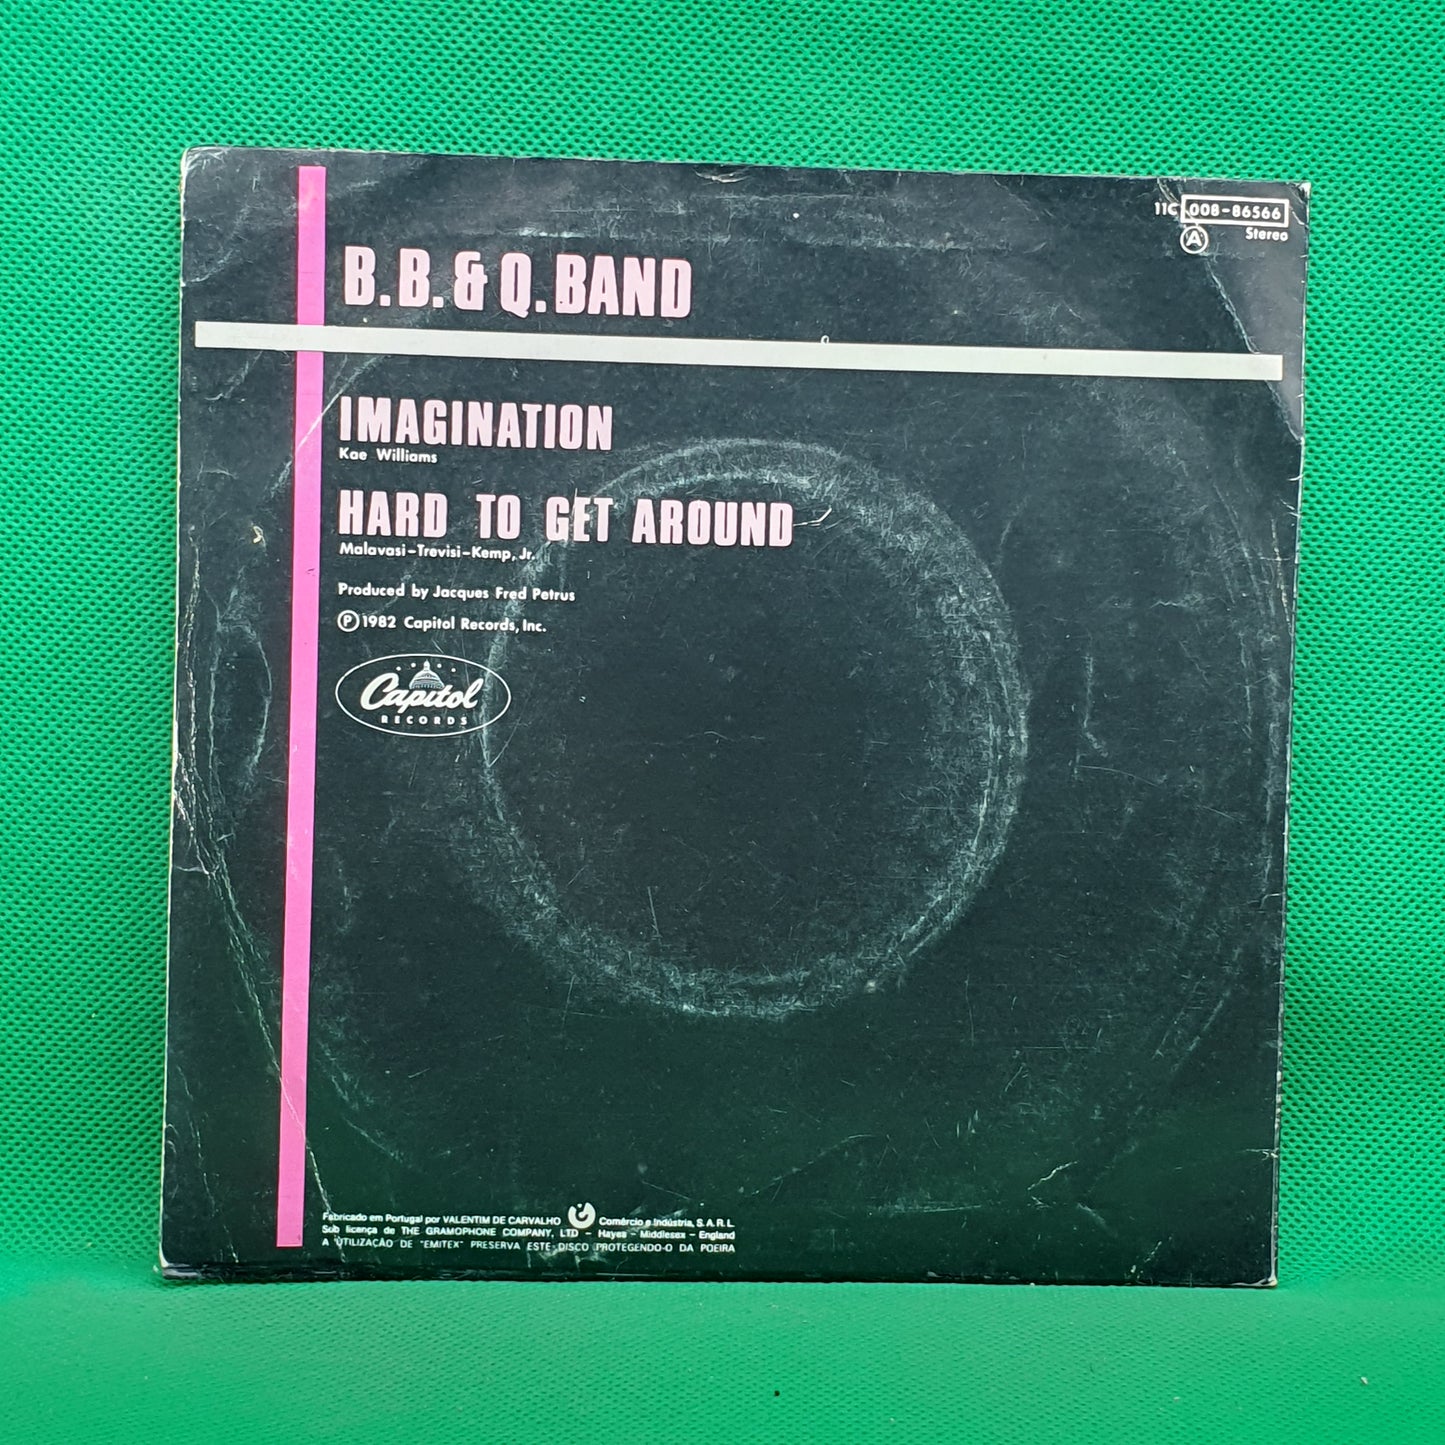 11C 008-86566
A Stereo
B.B.& Q.BAND
IMAGINATION
Kae Williams
HARD TO GET AROUND
Malavasi-Trevisi-Kemp, Jr.
Produced by Jacques Fred Petrus
℗ 1982 Capitol Records, Inc.
Capitol
RECORDS
Fabricado em Portugal por VALENTIM DE CARVALHO Comércio e Indústria, S.A.R.L.
Sub licença de THE GRAMOPHONE COMPANY, LTD - Hayes - Middlesex - England
A UTILIZAÇÃO DE "EMITEX" PRESERVA ESTE DISCO PROTEGENDO-O DA POEIRA